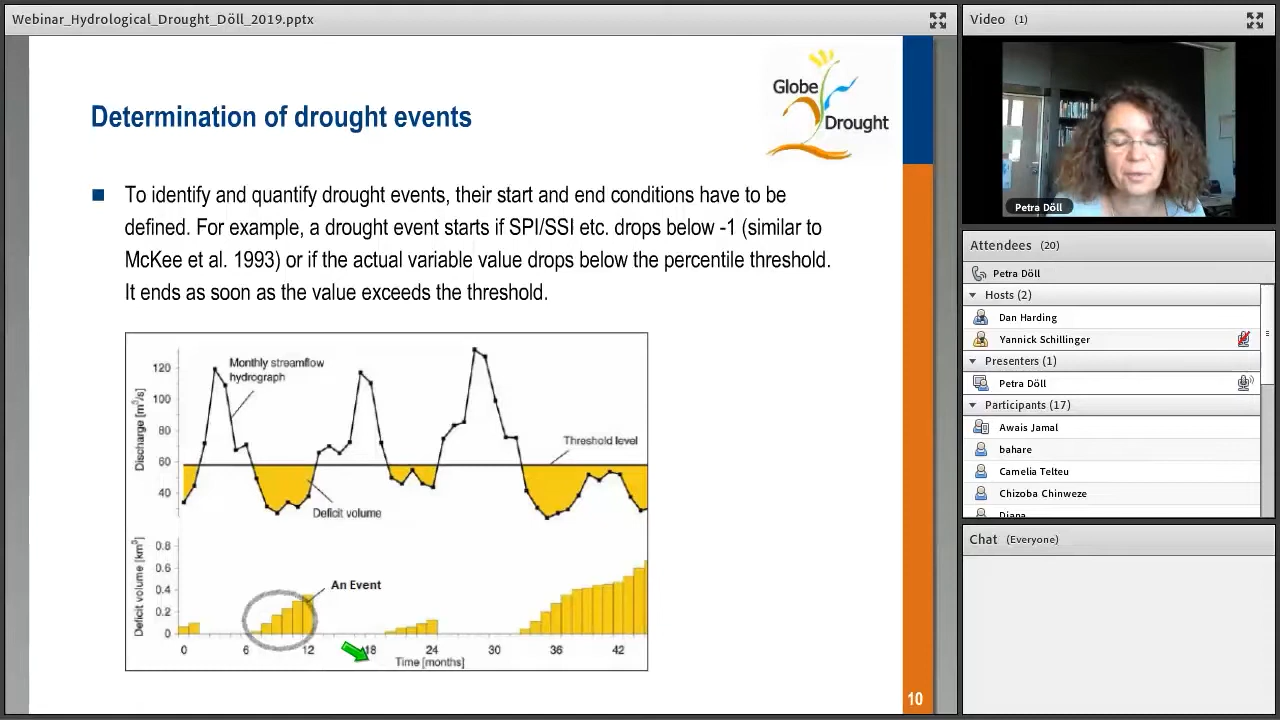 Webinar_Hydrological_Drought_Döll_2019.pptx
Globe
Drought
Determination of drought events
To identify and quantify drought events, their start and end conditions have to be
defined. For example, a drought event starts if SPI/SSI etc. drops below -1 (similar to
McKee et al. 1993) or if the actual variable value drops below the percentile threshold.
It ends as soon as the value exceeds the threshold.
Monthly streamflow
hydrograph
Threshold level
Deficit volume
Discharge [m³/s]
120
100
80
60
40
Deficit volume [km³]
0.8
0.6
0.4
0.2
0
An Event
0 6 12 18 24 30 36 42
Time [months]
10
Video (1)
Petra Döll
Attendees (20)
Petra Döll
Hosts (2)
Dan Harding
Yannick Schillinger
Presenters (1)
Petra Döll
Participants (17)
Awais Jamal
bahare
Camelia Telteu
Chizoba Chinweze
Diana
Chat (Everyone)